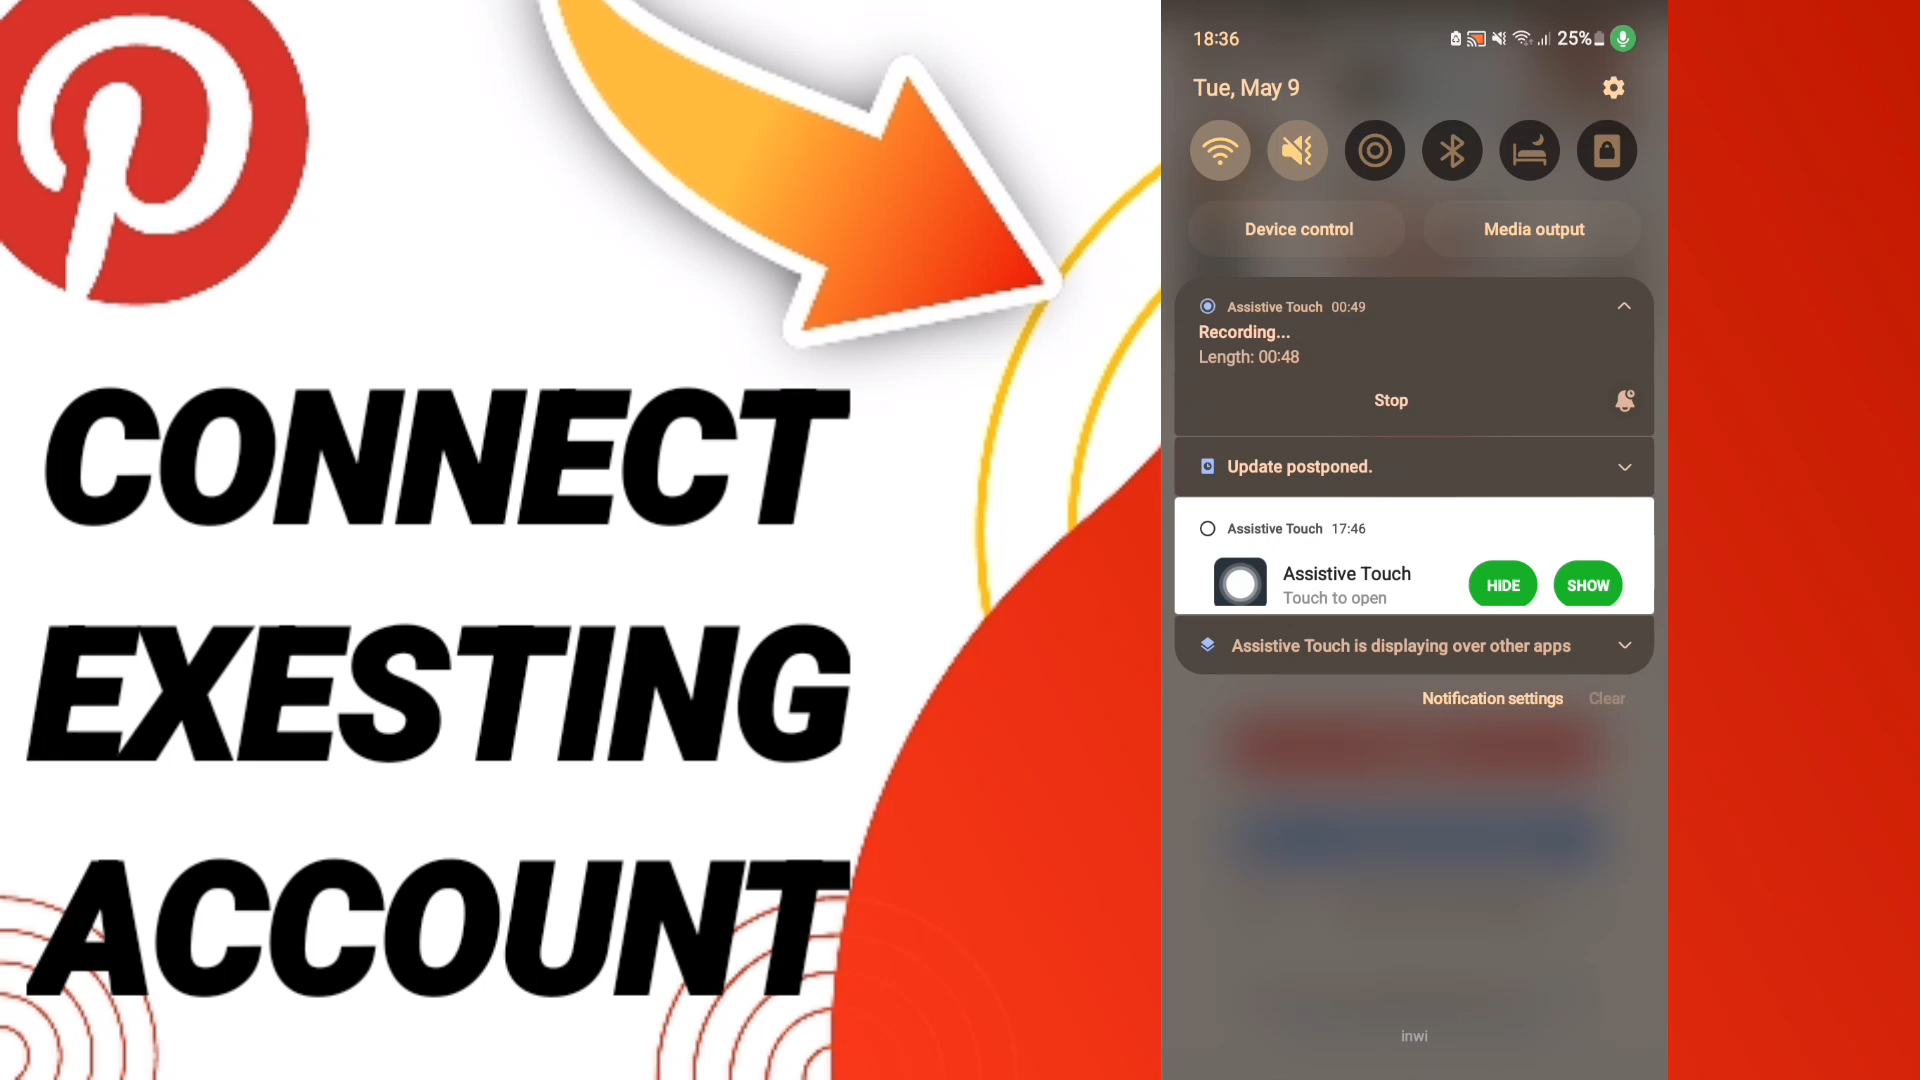 CONNECT
EXESTING
ACCOUNT
18:36 25%
Tue, May 9
Device control Media output
Assistive Touch 00:49
Recording...
Length: 00:48
Stop
Update postponed.
Assistive Touch 17:46
Assistive Touch
Touch to open
HIDE SHOW
Assistive Touch is displaying over other apps
Notification settings Clear
inwi